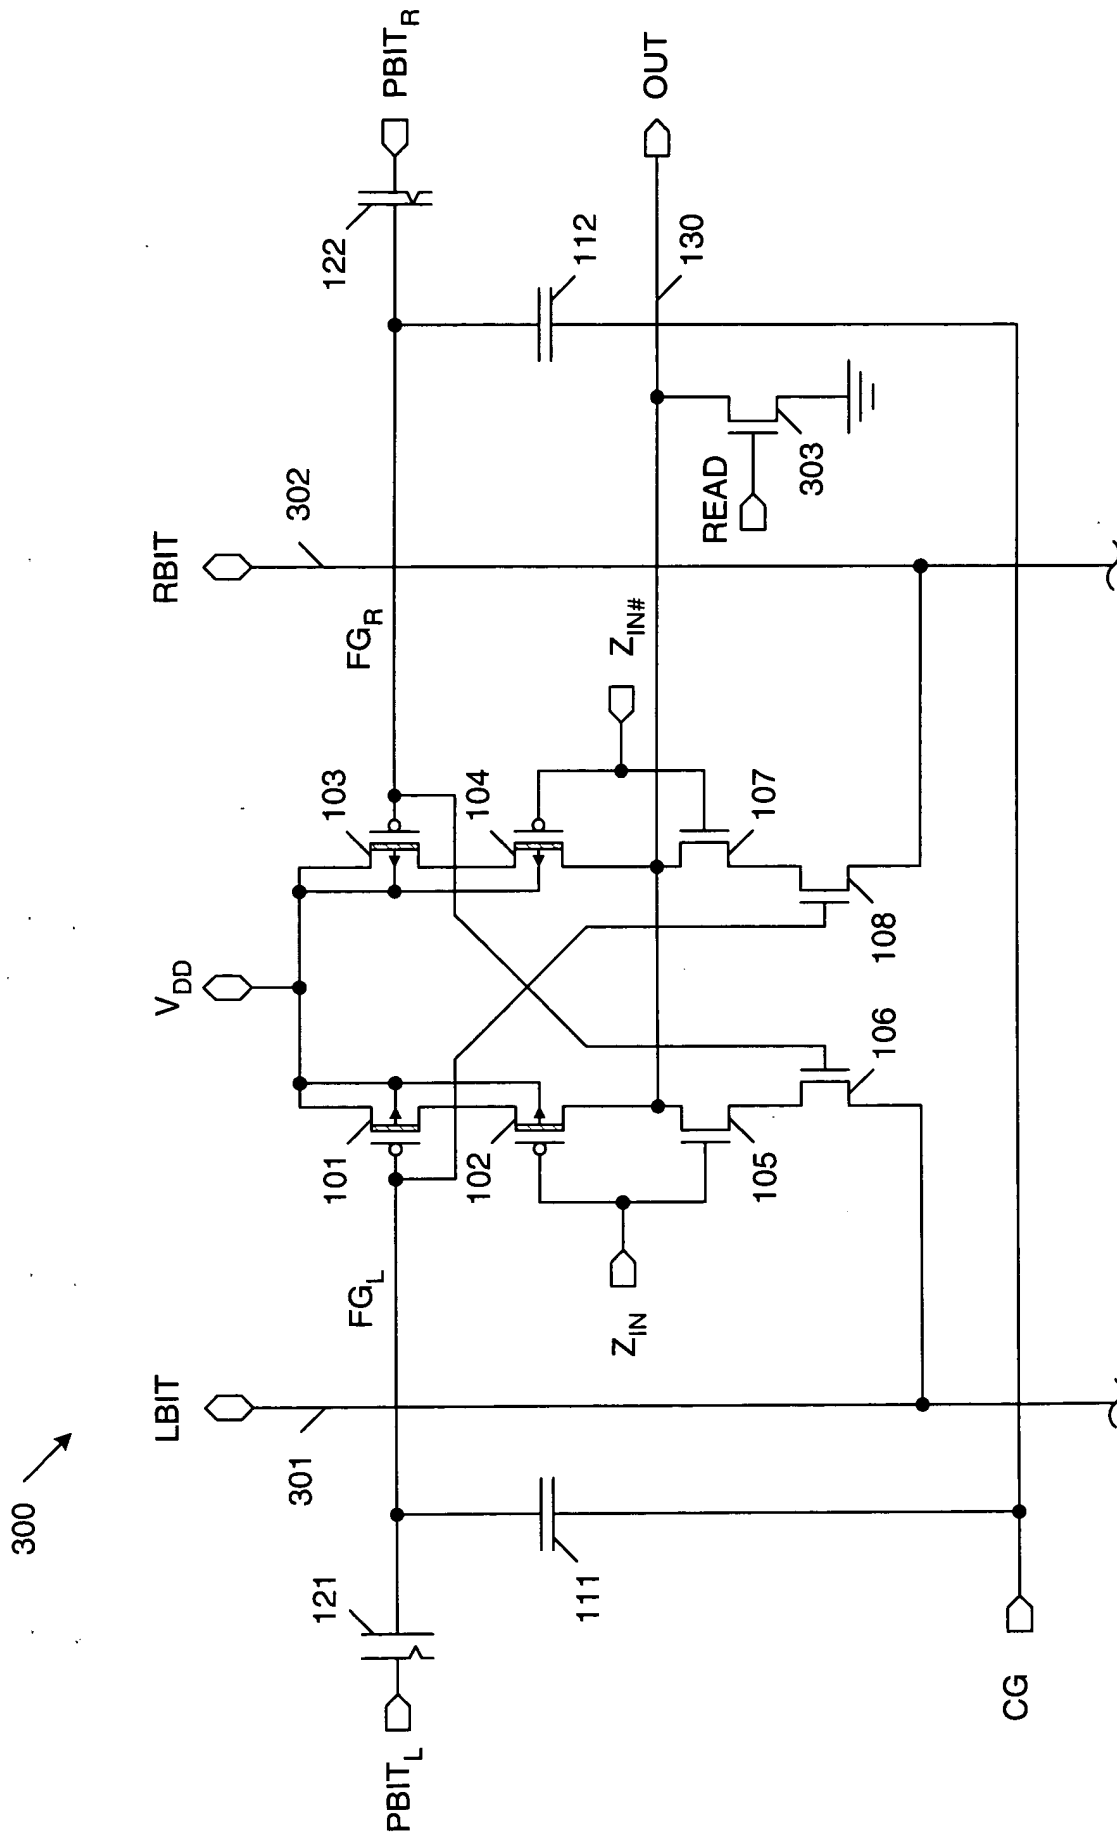 300
LBIT
V_DD
RBIT
301
302
PBIT_L
121
FG_L
101
103
FG_R
122
PBIT_R
102
104
111
Z_IN
105
107
Z_IN#
112
OUT
130
106
108
READ
303
CG